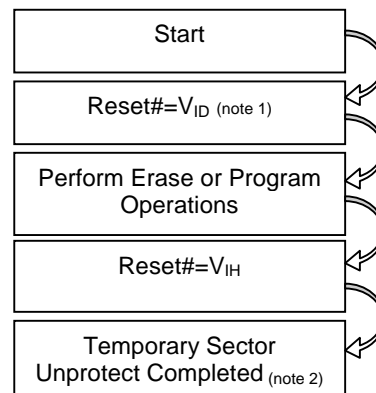 Start
Reset#=VID (note 1)
Perform Erase or Program
Operations
Reset#=VIH
Temporary Sector
Unprotect Completed (note 2)